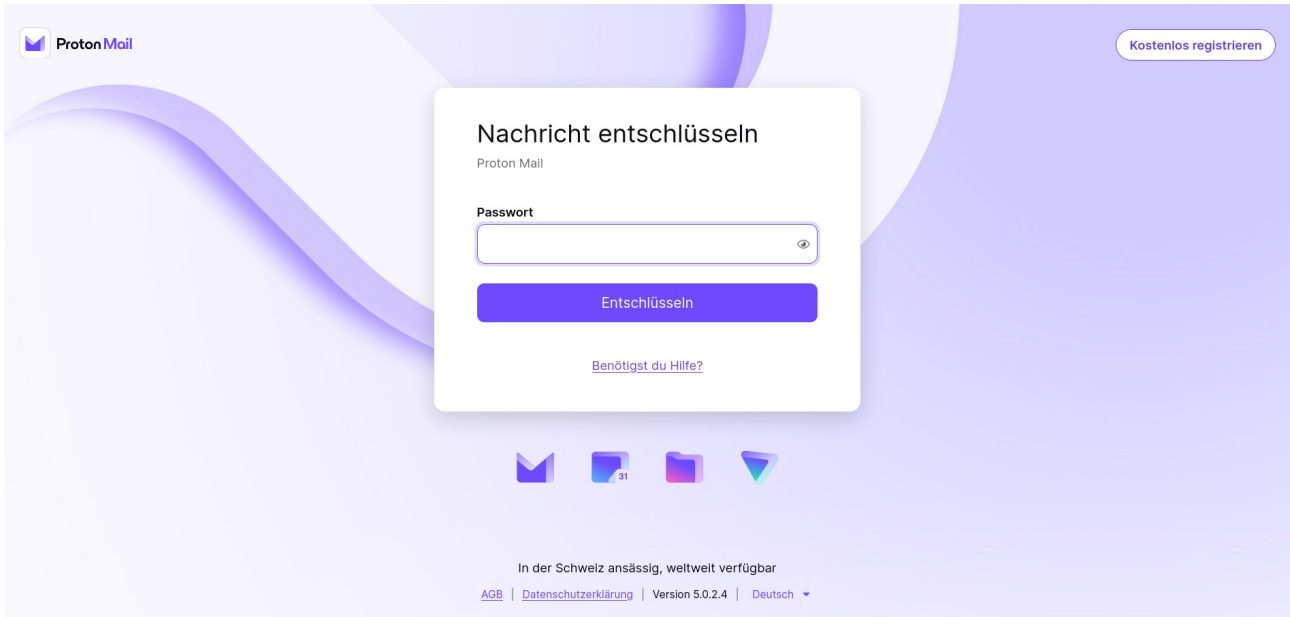 Proton Mail
Kostenlos registrieren
Nachricht entschlüsseln
Proton Mail
Passwort
Entschlüsseln
Benötigst du Hilfe?
31
In der Schweiz ansässig, weltweit verfügbar
AGB | Datenschutzerklärung | Version 5.0.2.4 | Deutsch